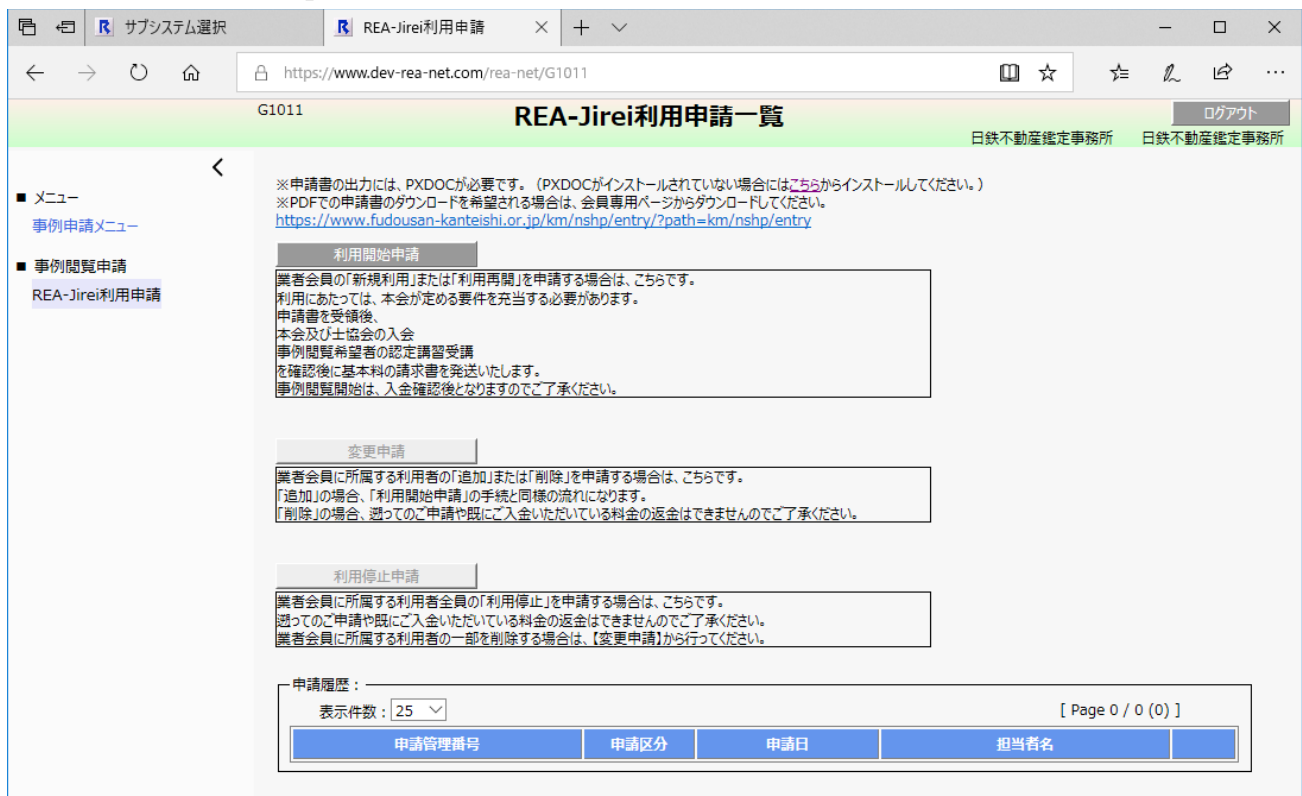 サブシステム選択
REA-Jirei利用申請
https://www.dev-rea-net.com/rea-net/G1011
G1011
REA-Jirei利用申請一覧
ログアウト
日鉄不動産鑑定事務所 日鉄不動産鑑定事務所
■ メニュー
事例申請メニュー
■ 事例閲覧申請
REA-Jirei利用申請
※申請書の出力には、PXDOCが必要です。（PXDOCがインストールされていない場合にはこちらからインストールしてください。）
※PDFでの申請書のダウンロードを希望される場合は、会員専用ページからダウンロードしてください。
https://www.fudousan-kanteishi.or.jp/km/nshp/entry/?path=km/nshp/entry
利用開始申請
業者会員の「新規利用」または「利用再開」を申請する場合は、こちらです。
利用にあたっては、本会が定める要件を充当する必要があります。
申請書を受領後、
本会及び士協会の入会
事例閲覧希望者の認定講習受講
を確認後に基本料の請求書を発送いたします。
事例閲覧開始は、入金確認後となりますのでご了承ください。
変更申請
業者会員に所属する利用者の「追加」または「削除」を申請する場合は、こちらです。
「追加」の場合、「利用開始申請」の手続と同様の流れになります。
「削除」の場合、遡ってのご申請や既にご入金いただいている料金の返金はできませんのでご了承ください。
利用停止申請
業者会員に所属する利用者全員の「利用停止」を申請する場合は、こちらです。
遡ってのご申請や既にご入金いただいている料金の返金はできませんのでご了承ください。
業者会員に所属する利用者の一部を削除する場合は、【変更申請】から行ってください。
申請履歴：
表示件数：25 [ Page 0 / 0 (0) ]
申請管理番号 申請区分 申請日 担当者名